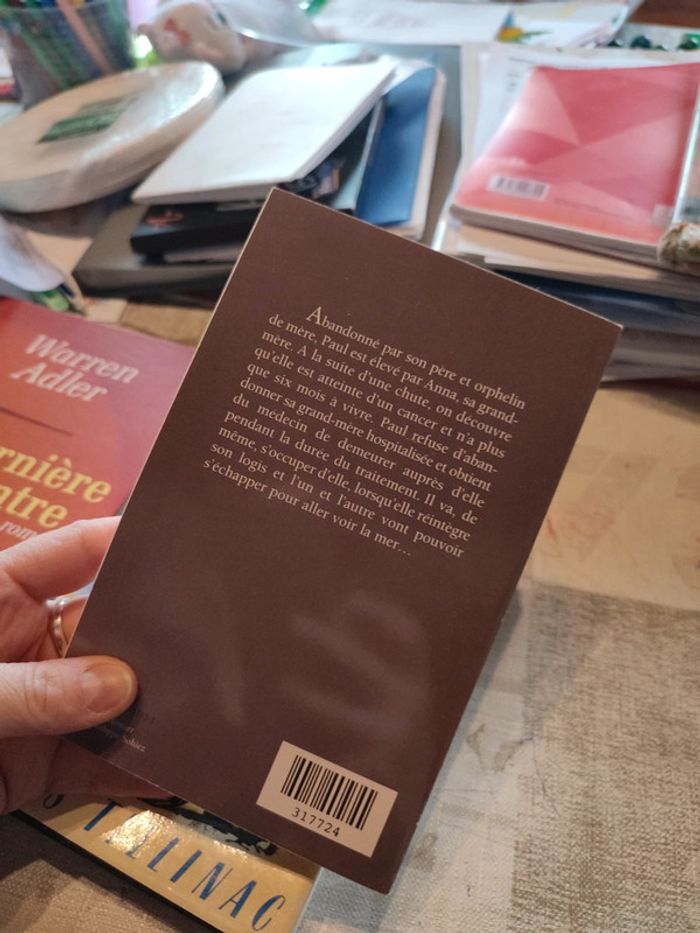 Warren
Adler
rnière
ntre
Abandonné par son père et orphelin
de mère, Paul est élevé par Anna, sa grand-
mère. A la suite d'une chute, on découvre
qu'elle est atteinte d'un cancer et n'a plus
que six mois à vivre. Paul refuse d'aban-
donner sa grand-mère hospitalisée et obtient
du médecin de demeurer auprès d'elle
pendant la durée du traitement. Il va, de
même, s'occuper d'elle, lorsqu'elle réintègre
son logis et l'un et l'autre vont pouvoir
s'échapper pour aller voir la mer...
317724
TILLINAC